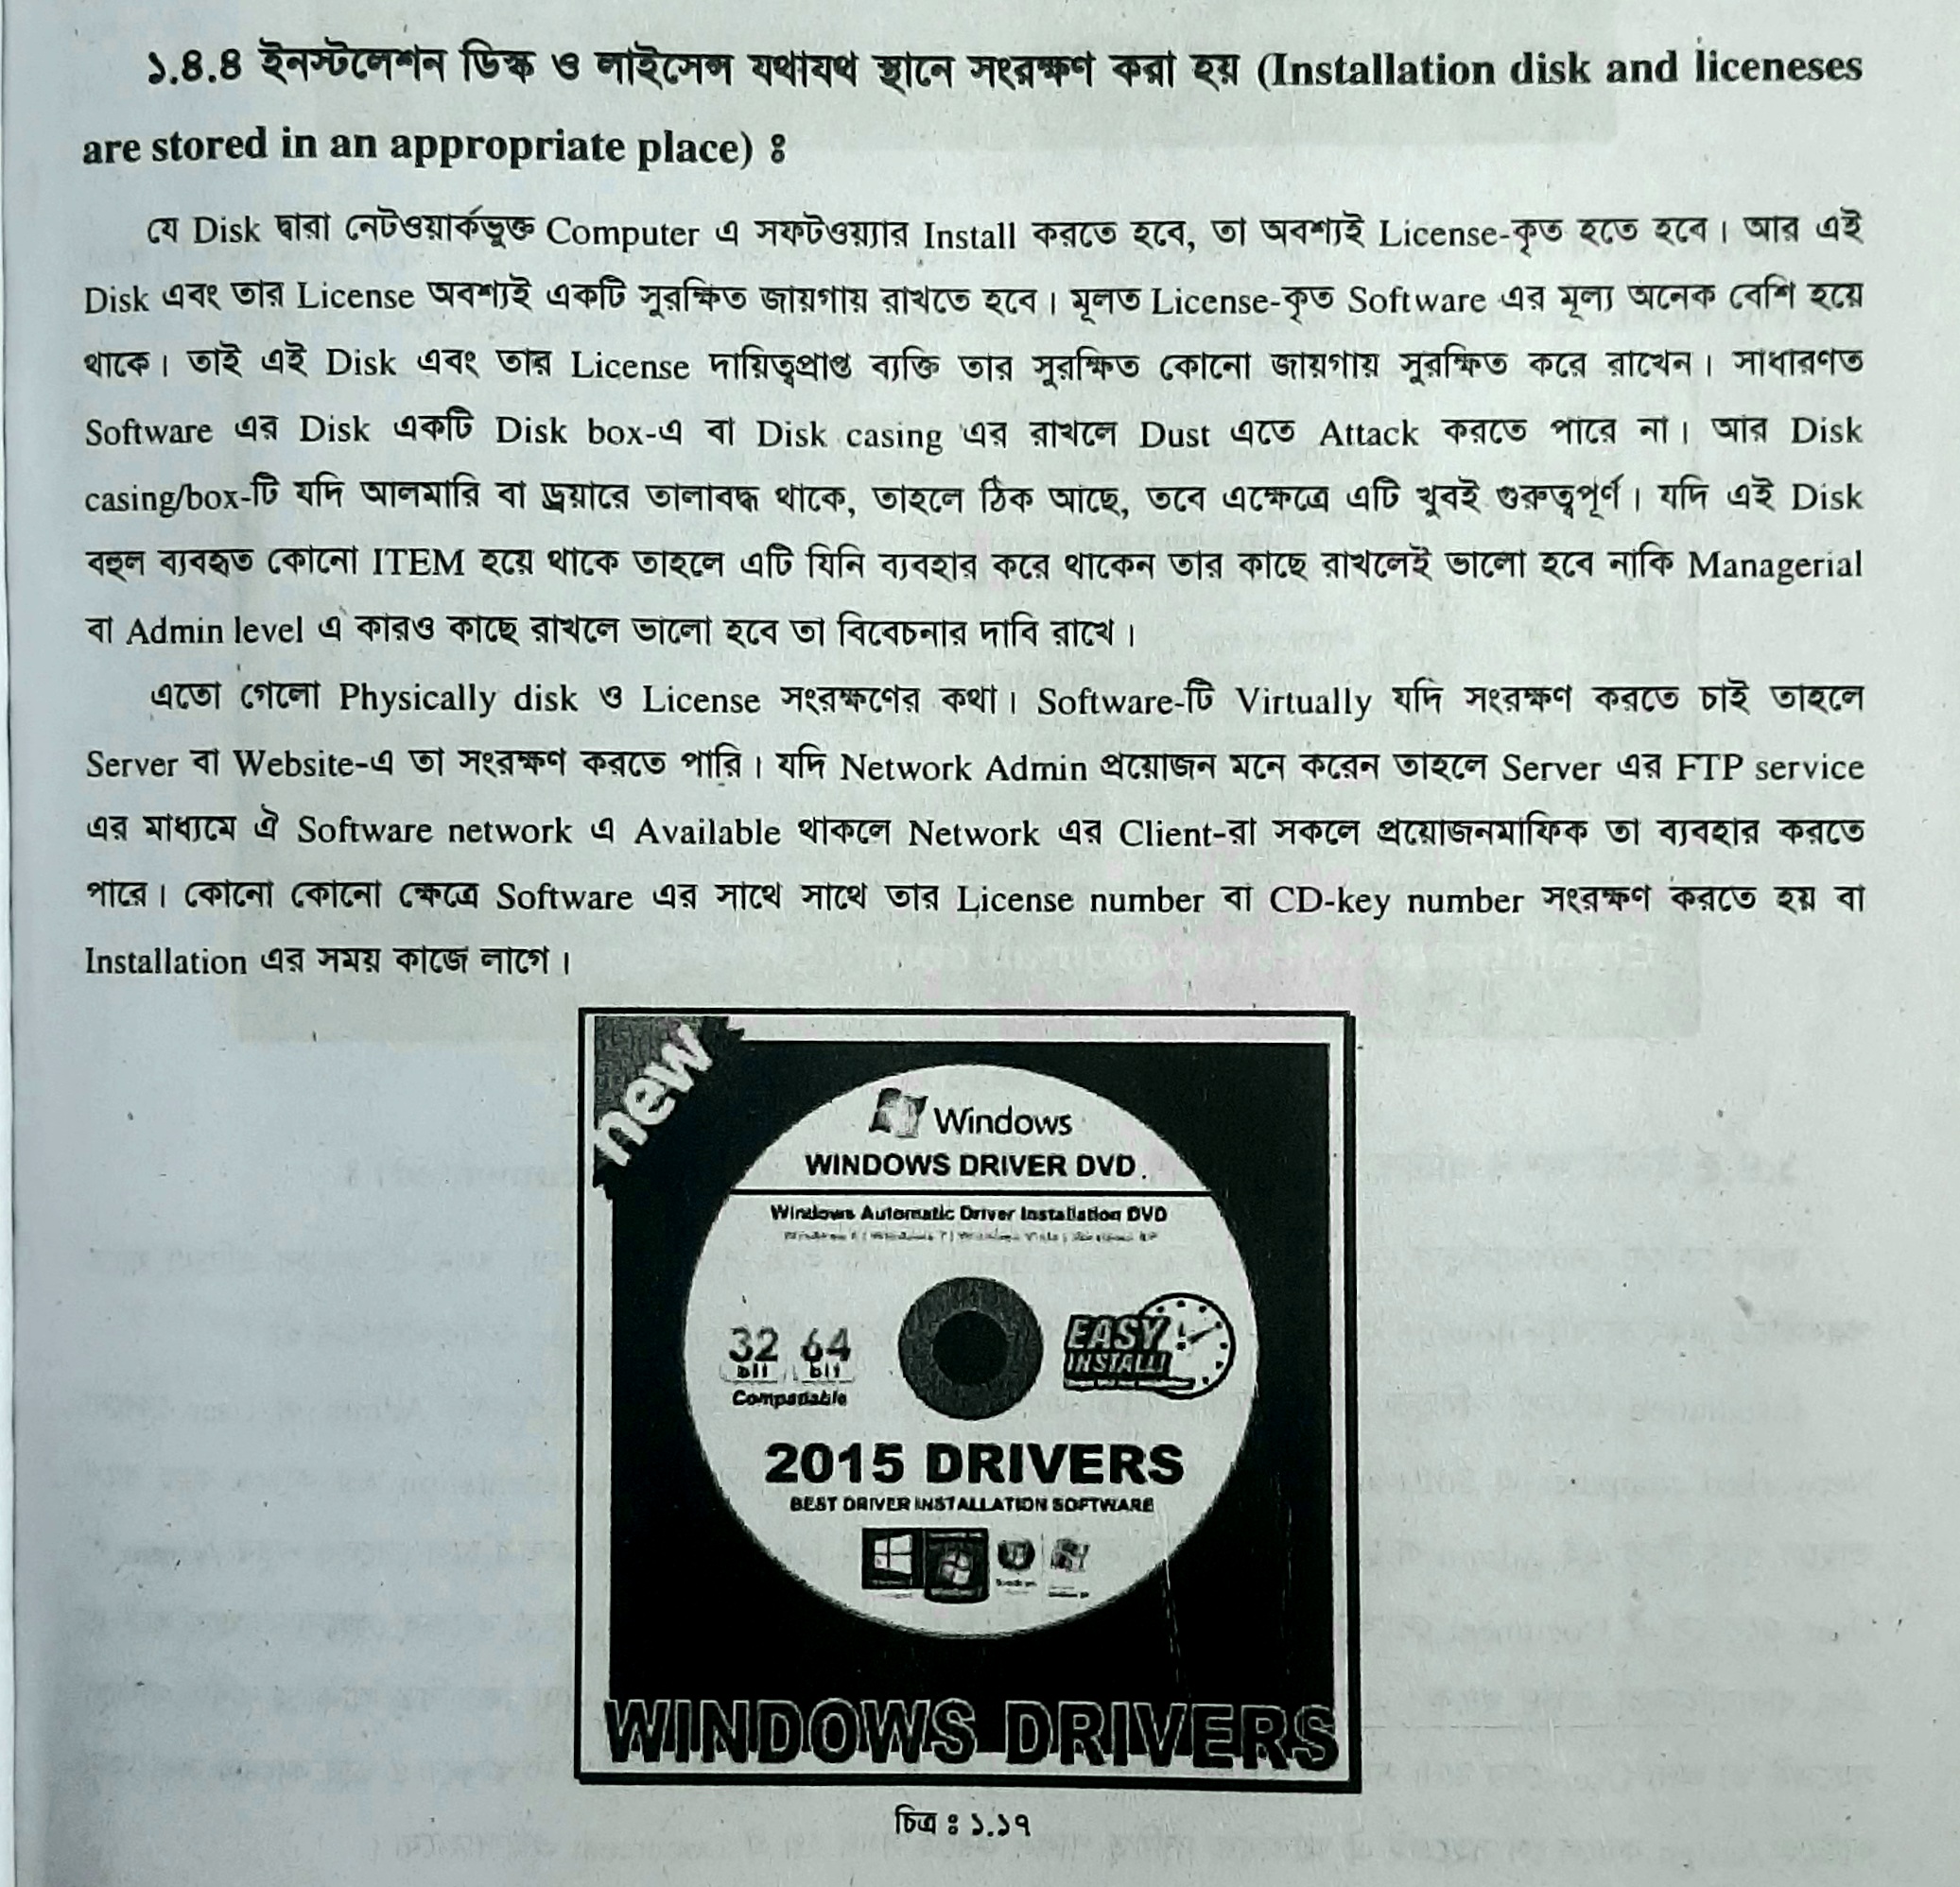 ১.৪.৪ ইনস্টলেশন ডিস্ক ও লাইসেন্স যথাযথ স্থানে সংরক্ষণ করা হয় (Installation disk and liceneses
are stored in an appropriate place) ঃ
যে Disk দ্বারা নেটওয়ার্কভুক্ত Computer এ সফটওয়্যার Install করতে হবে, তা অবশ্যই License-কৃত হতে হবে। আর এই
Disk এবং তার License অবশ্যই একটি সুরক্ষিত জায়গায় রাখতে হবে। মূলত License-কৃত Software এর মূল্য অনেক বেশি হয়ে
থাকে। তাই এই Disk এবং তার License দায়িত্বপ্রাপ্ত ব্যক্তি তার সুরক্ষিত কোনো জায়গায় সুরক্ষিত করে রাখেন। সাধারণত
Software এর Disk একটি Disk box-এ বা Disk casing এর রাখলে Dust এতে Attack করতে পারে না। আর Disk
casing/box-টি যদি আলমারি বা ড্রয়ারে তালাবদ্ধ থাকে, তাহলে ঠিক আছে, তবে এক্ষেত্রে এটি খুবই গুরুত্বপূর্ণ। যদি এই Disk
বহুল ব্যবহৃত কোনো ITEM হয়ে থাকে তাহলে এটি যিনি ব্যবহার করে থাকেন তার কাছে রাখলেই ভালো হবে নাকি Managerial
বা Admin level এ কারও কাছে রাখলে ভালো হবে তা বিবেচনার দাবি রাখে।
এতো গেলো Physically disk ও License সংরক্ষণের কথা। Software-টি Virtually যদি সংরক্ষণ করতে চাই তাহলে
Server বা Website-এ তা সংরক্ষণ করতে পারি। যদি Network Admin প্রয়োজন মনে করেন তাহলে Server এর FTP service
এর মাধ্যমে ঐ Software network এ Available থাকলে Network এর Client-রা সকলে প্রয়োজনমাফিক তা ব্যবহার করতে
পারে। কোনো কোনো ক্ষেত্রে Software এর সাথে সাথে তার License number বা CD-key number সংরক্ষণ করতে হয় বা
Installation এর সময় কাজে লাগে।
new
Windows
WINDOWS DRIVER DVD
Windows Automatic Driver Installation DVD
32 64
bit bit
EASY
INSTALL!
2015 DRIVERS
BEST DRIVER INSTALLATION SOFTWARE
WINDOWS DRIVERS
চিত্র ঃ ১.১৭